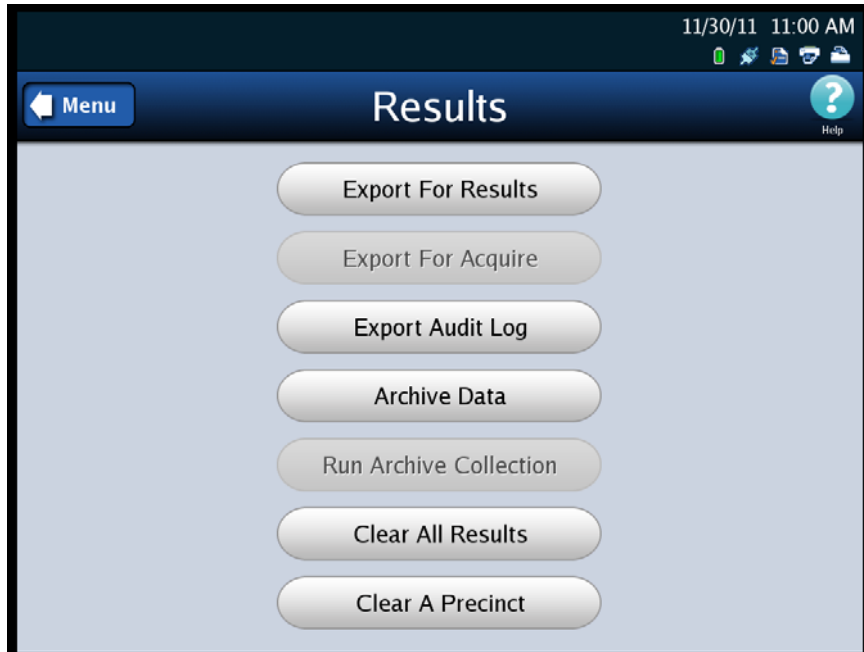 11/30/11 11:00 AM
Menu
Results
Help
Export For Results
Export For Acquire
Export Audit Log
Archive Data
Run Archive Collection
Clear All Results
Clear A Precinct